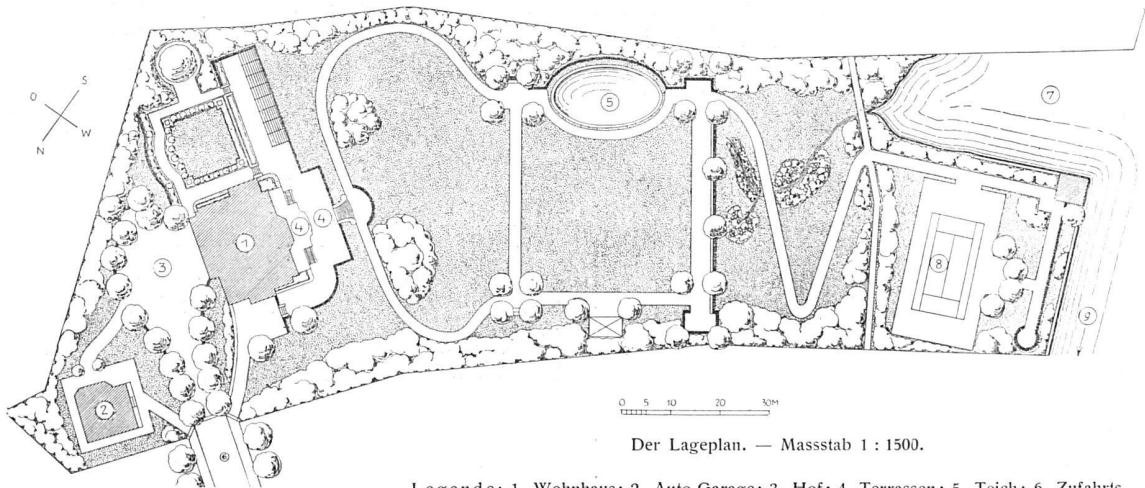 S
O
W
N
7
5
4
4
1
3
8
9
2
6
0 5 10 20 30M
Der Lageplan. — Massstab 1 : 1500.
Legende: 1. Wohnhaus; 2. Auto-Garage; 3. Hof; 4. Terrassen; 5. Teich; 6. Zufahrts